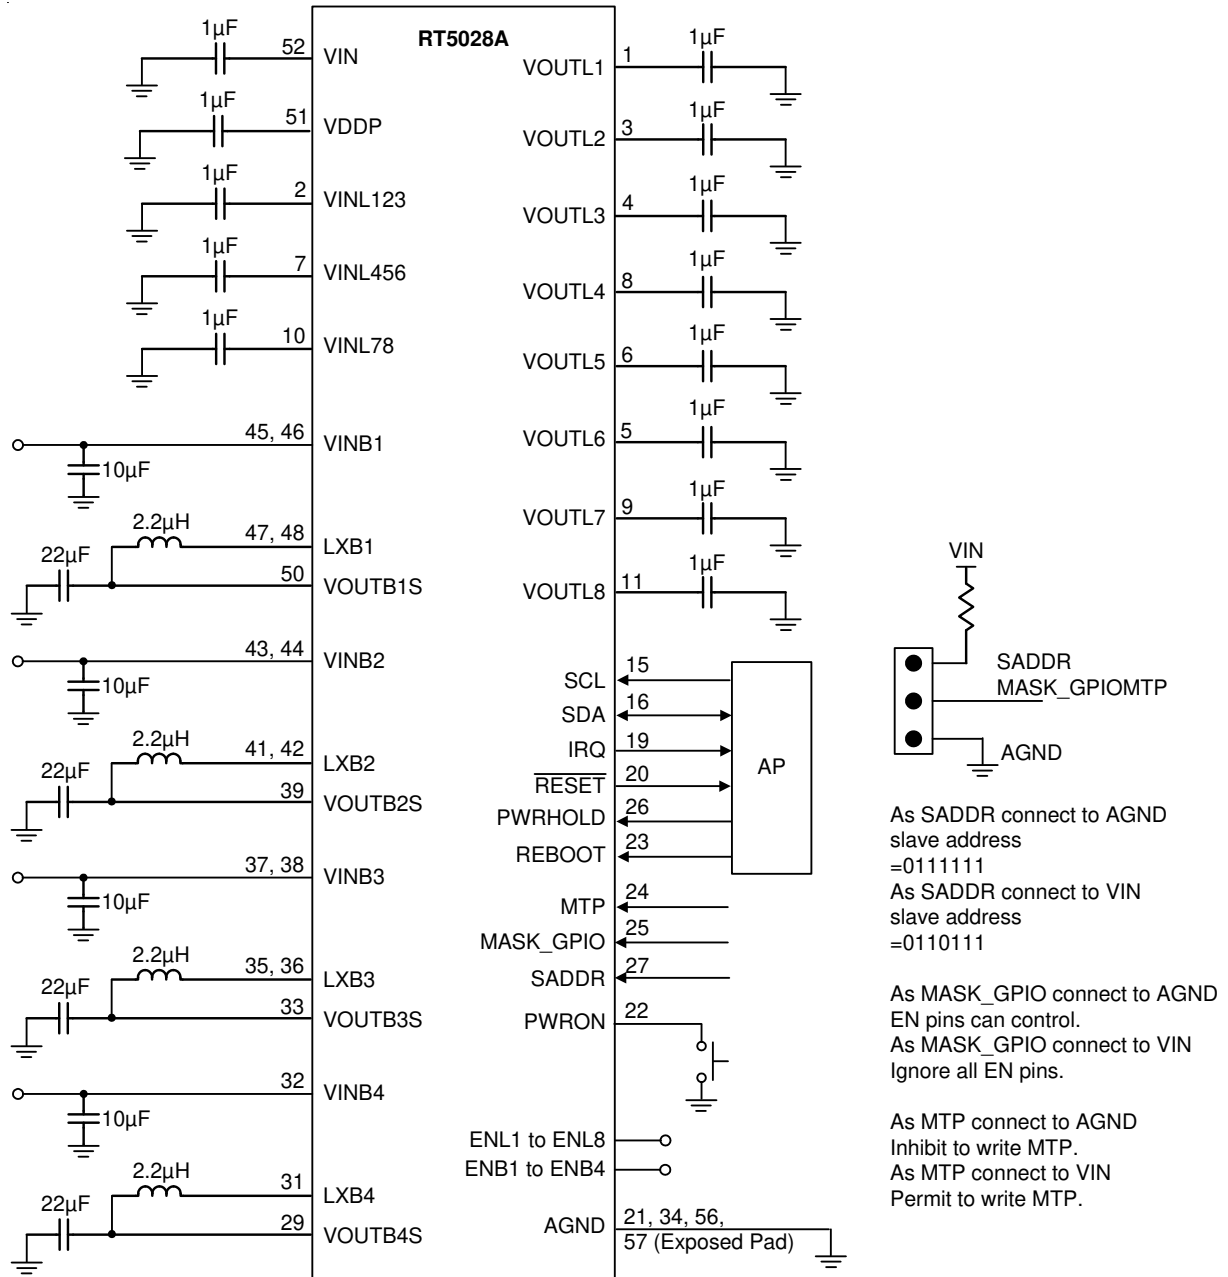 RT5028A
1µF
52
VIN
1µF
51
VDDP
1µF
2
VINL123
1µF
7
VINL456
1µF
10
VINL78
45, 46
VINB1
10µF
2.2µH
47, 48
LXB1
22µF
50
VOUTB1S
43, 44
VINB2
10µF
2.2µH
41, 42
LXB2
22µF
39
VOUTB2S
37, 38
VINB3
10µF
2.2µH
35, 36
LXB3
22µF
33
VOUTB3S
32
VINB4
10µF
2.2µH
31
LXB4
22µF
29
VOUTB4S
VOUTL1
1
1µF
VOUTL2
3
1µF
VOUTL3
4
1µF
VOUTL4
8
1µF
VOUTL5
6
1µF
VOUTL6
5
1µF
VOUTL7
9
1µF
VOUTL8
11
1µF
SCL
15
SDA
16
IRQ
19
RESET
20
PWRHOLD
26
REBOOT
23
AP
MTP
24
MASK_GPIO
25
SADDR
27
PWRON
22
ENL1 to ENL8
ENB1 to ENB4
AGND
21, 34, 56,
57 (Exposed Pad)
VIN
SADDR
MASK_GPIOMTP
AGND
As SADDR connect to AGND
slave address
=0111111
As SADDR connect to VIN
slave address
=0110111
As MASK_GPIO connect to AGND
EN pins can control.
As MASK_GPIO connect to VIN
Ignore all EN pins.
As MTP connect to AGND
Inhibit to write MTP.
As MTP connect to VIN
Permit to write MTP.